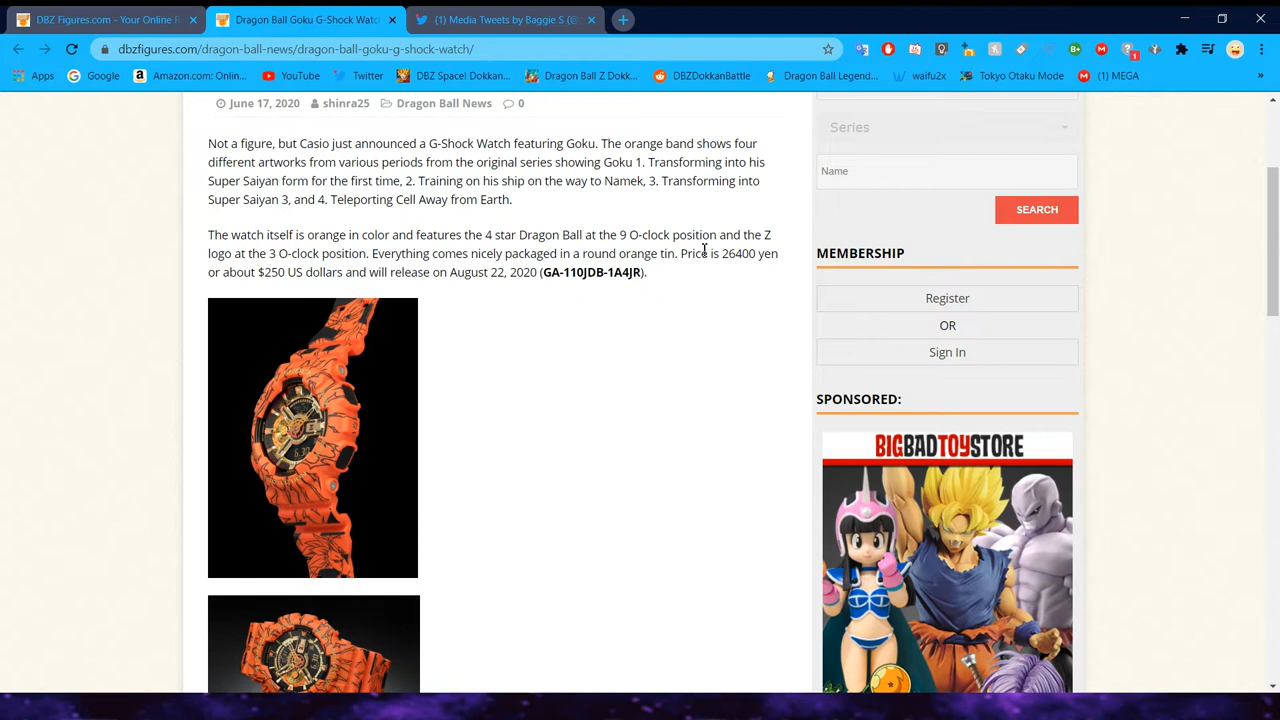 DBZ Figures.com - Your Online R
Dragon Ball Goku G-Shock Watc
(1) Media Tweets by Baggie S (@
dbzfigures.com/dragon-ball-news/dragon-ball-goku-g-shock-watch/
Apps
Google
Amazon.com: Onlin...
YouTube
Twitter
DBZ Space! Dokkan...
Dragon Ball Z Dokk...
DBZDokkanBattle
Dragon Ball Legend...
waifu2x
Tokyo Otaku Mode
(1) MEGA
»
June 17, 2020 shinra25 Dragon Ball News 0
Not a figure, but Casio just announced a G-Shock Watch featuring Goku. The orange band shows four
different artworks from various periods from the original series showing Goku 1. Transforming into his
Super Saiyan form for the first time, 2. Training on his ship on the way to Namek, 3. Transforming into
Super Saiyan 3, and 4. Teleporting Cell Away from Earth.
The watch itself is orange in color and features the 4 star Dragon Ball at the 9 O-clock position and the Z
logo at the 3 O-clock position. Everything comes nicely packaged in a round orange tin. Price is 26400 yen
or about $250 US dollars and will release on August 22, 2020 (GA-110JDB-1A4JR).
Series
Name
SEARCH
MEMBERSHIP
Register
OR
Sign In
SPONSORED:
BIGBADTOYSTORE